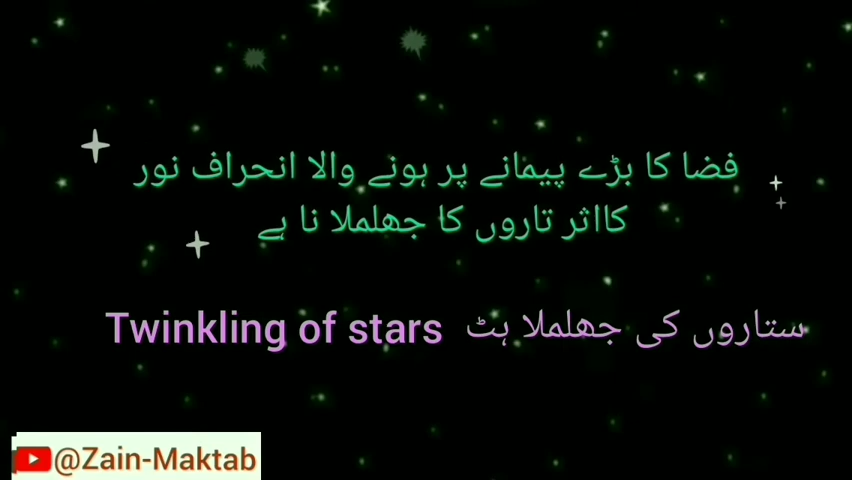 فضا کا بڑے پیمانے پر ہونے والا انحراف نور
کااثر تاروں کا جھلملا نا ہے
ستاروں کی جھلملا ہٹ Twinkling of stars
@Zain-Maktab